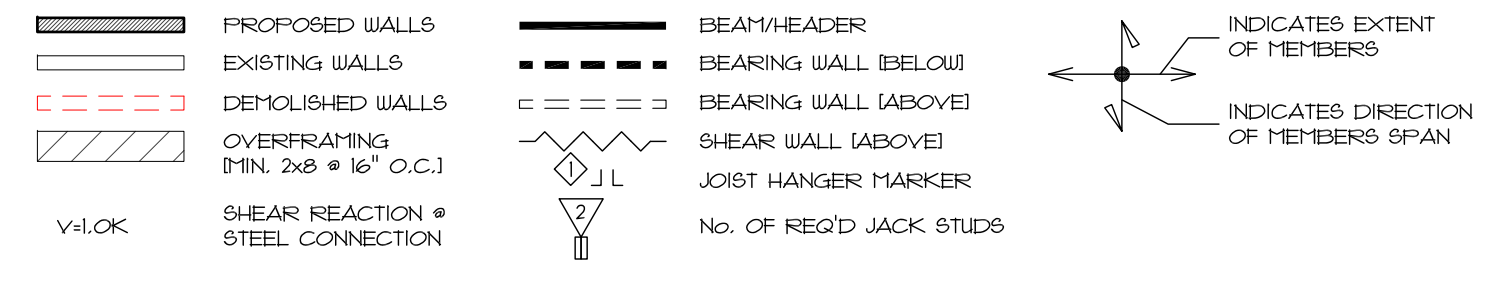 PROPOSED WALLS
EXISTING WALLS
DEMOLISHED WALLS
OVERFRAMING
[MIN. 2x8 @ 16" O.C.]
V=1.0K
SHEAR REACTION @
STEEL CONNECTION
BEAM/HEADER
BEARING WALL [BELOW]
BEARING WALL [ABOVE]
SHEAR WALL [ABOVE]
1
JOIST HANGER MARKER
2
No. OF REQ'D JACK STUDS
INDICATES EXTENT
OF MEMBERS
INDICATES DIRECTION
OF MEMBERS SPAN